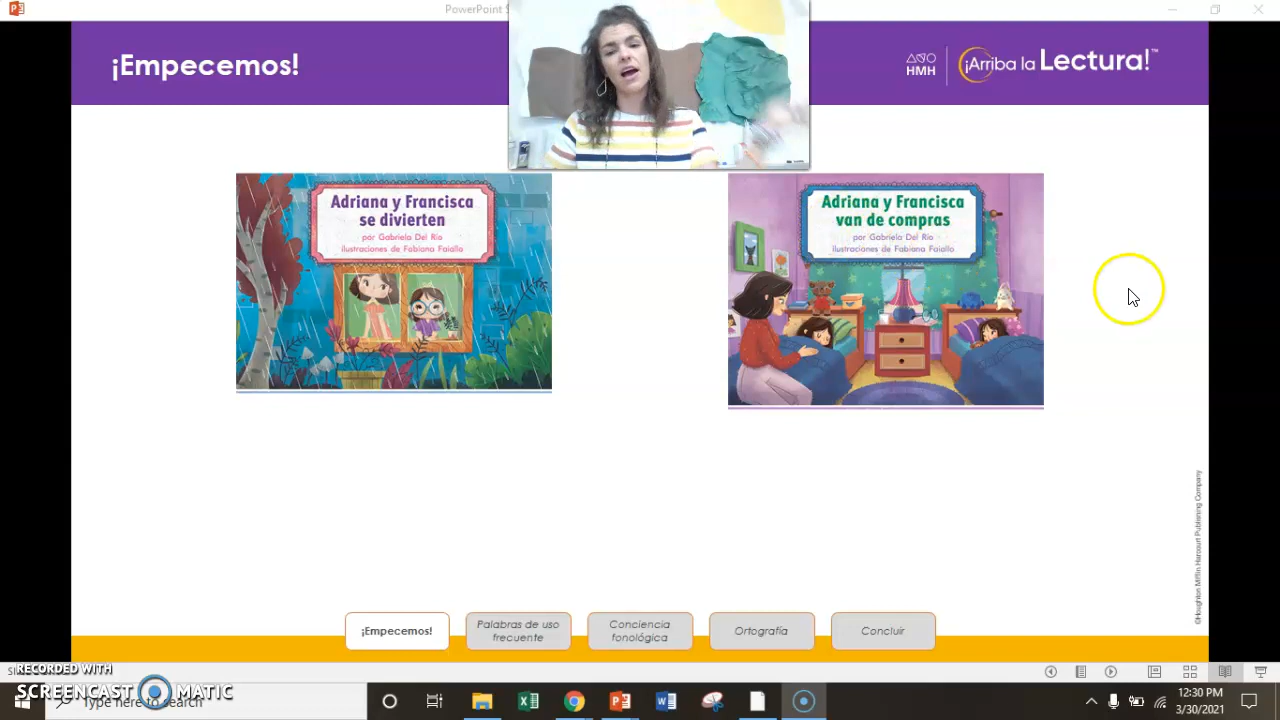 PowerPoint S
¡Empecemos!
HMH
¡Arriba la Lectura!™
Adriana y Francisca
se divierten
por Gabriela Del Río
ilustraciones de Fabiana Faiallo
Adriana y Francisca
van de compras
por Gabriela Del Río
ilustraciones de Fabiana Faiallo
©Houghton Mifflin Harcourt Publishing Company
¡Empecemos!
Palabras de uso
frecuente
Conciencia
fonológica
Ortografía
Concluir
RECORDED WITH
SCREENCAST MATIC
Type here to search
12:30 PM
3/30/2021